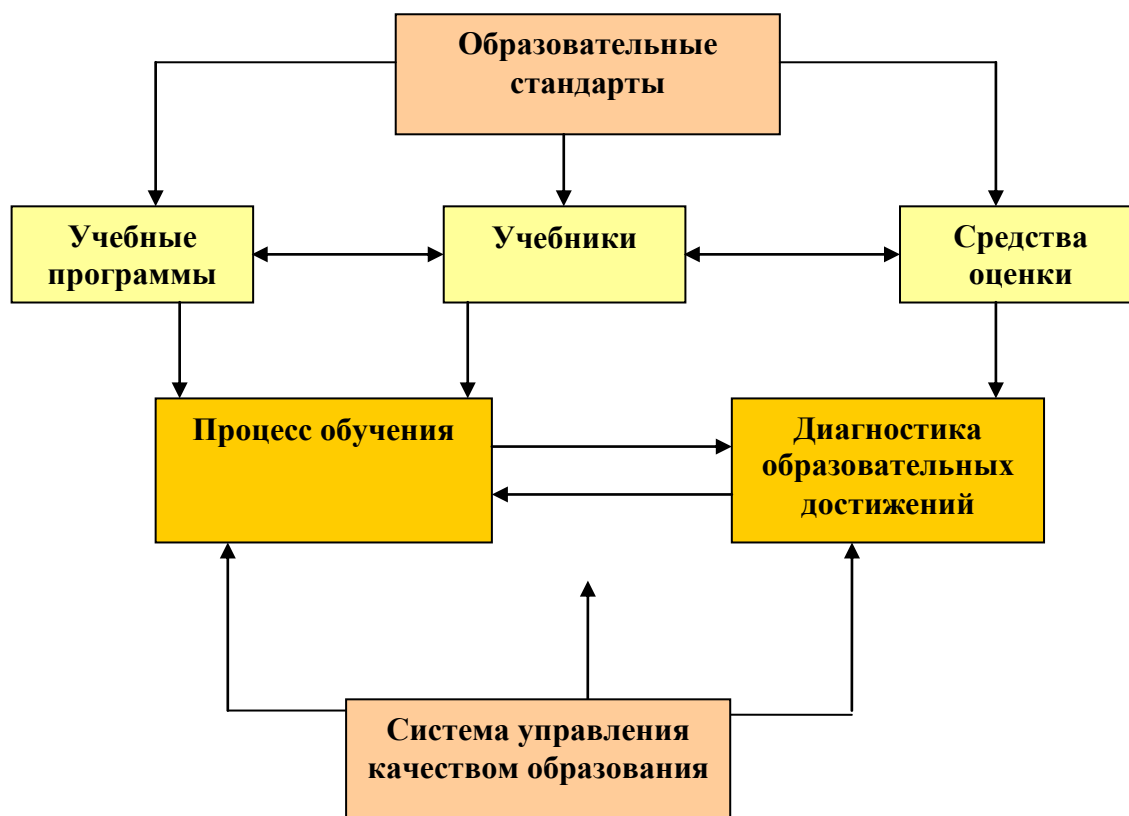 Образовательные
стандарты
Учебные
программы
Учебники
Средства
оценки
Процесс обучения
Диагностика
образовательных
достижений
Система управления
качеством образования